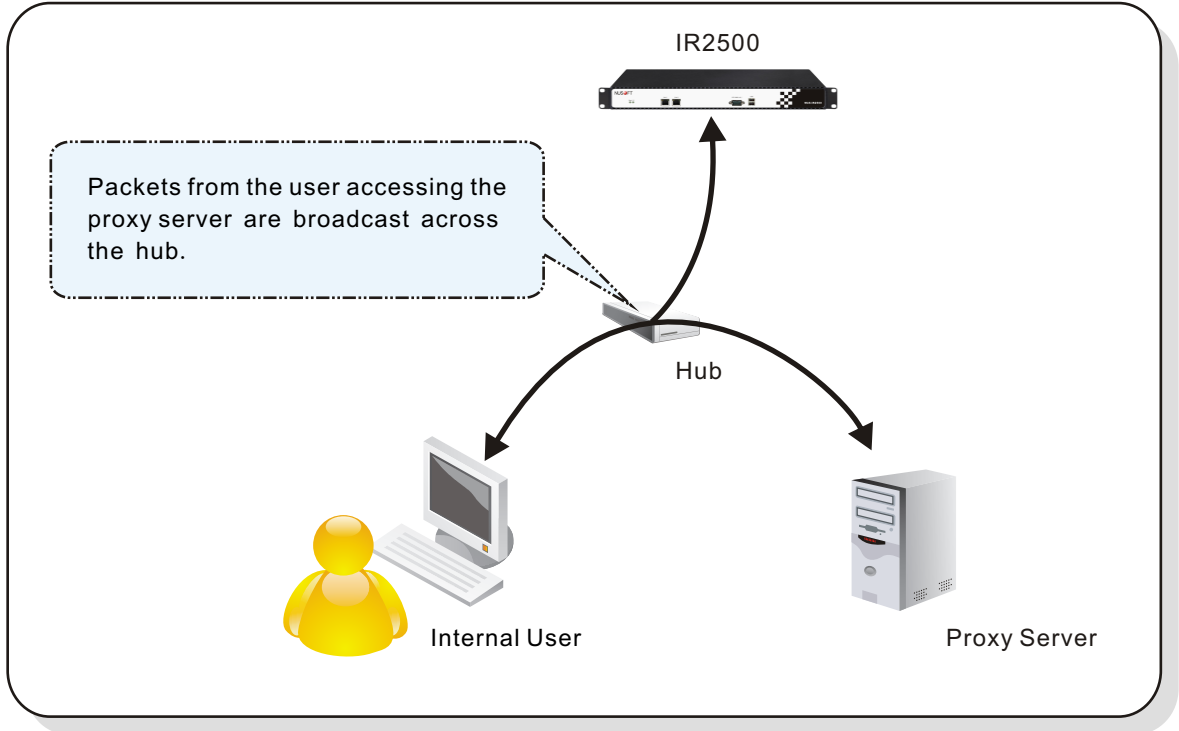 IR2500
NUSOFT
Packets from the user accessing the
proxy server are broadcast across
the hub.
Hub
Internal User
Proxy Server